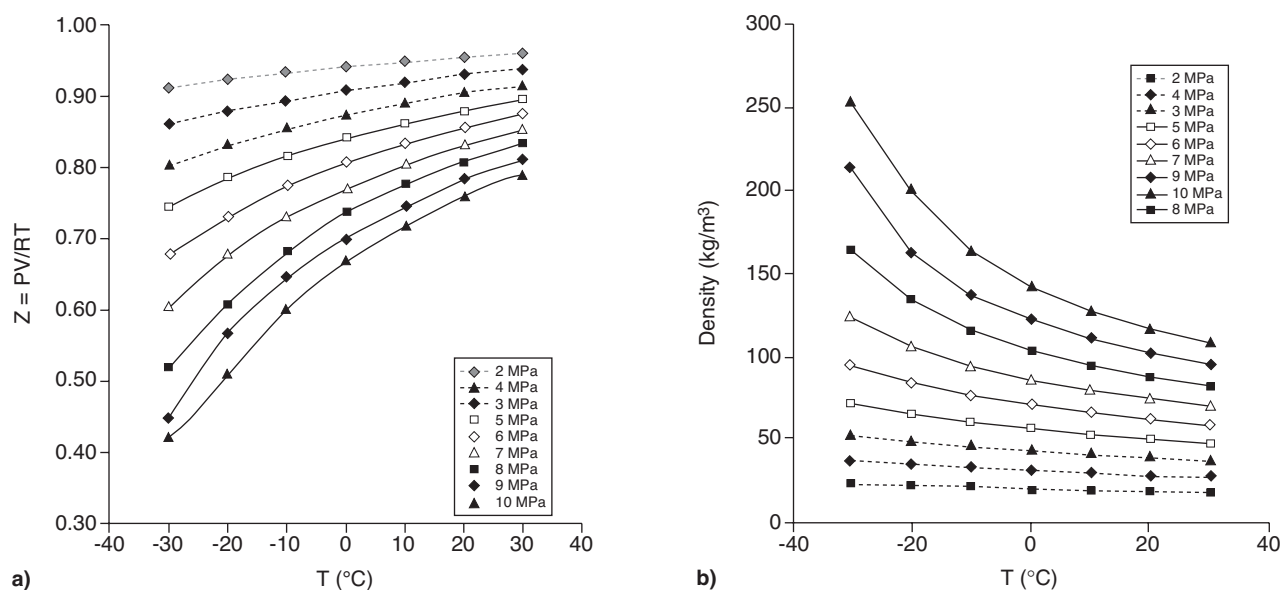 1.00
0.90
0.80
0.70
0.60
0.50
0.40
0.30
Z = PV/RT
-40 -30 -20 -10 0 10 20 30 40
T (°C)
2 MPa
4 MPa
3 MPa
5 MPa
6 MPa
7 MPa
8 MPa
9 MPa
10 MPa
a)
300
250
200
150
100
50
0
Density (kg/m³)
-40 -20 0 20 40
T (°C)
2 MPa
4 MPa
3 MPa
5 MPa
6 MPa
7 MPa
9 MPa
10 MPa
8 MPa
b)